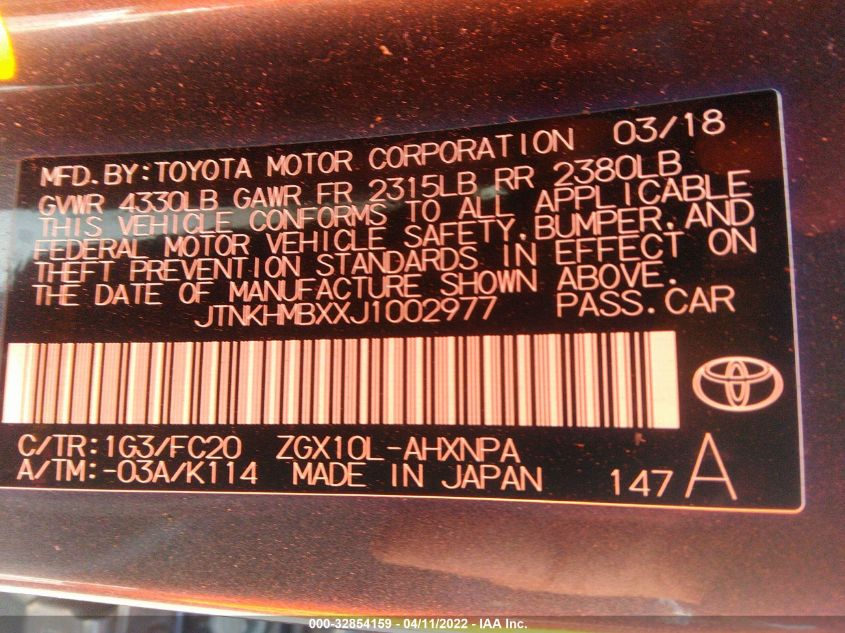 MFD.BY:TOYOTA MOTOR CORPORATION 03/18
GVWR 4330LB GAWR FR 2315LB RR 2380LB
THIS VEHICLE CONFORMS TO ALL APPLICABLE
FEDERAL MOTOR VEHICLE SAFETY,BUMPER,AND
THEFT PREVENTION STANDARDS IN EFFECT ON
THE DATE OF MANUFACTURE SHOWN ABOVE.
JTNKHMBXXJ1002977 PASS.CAR
C/TR:1G3/FC20 ZGX10L-AHXNPA
A/TM:-03A/K114 MADE IN JAPAN 147 A
000-32854159 - 04/11/2022 - IAA Inc.